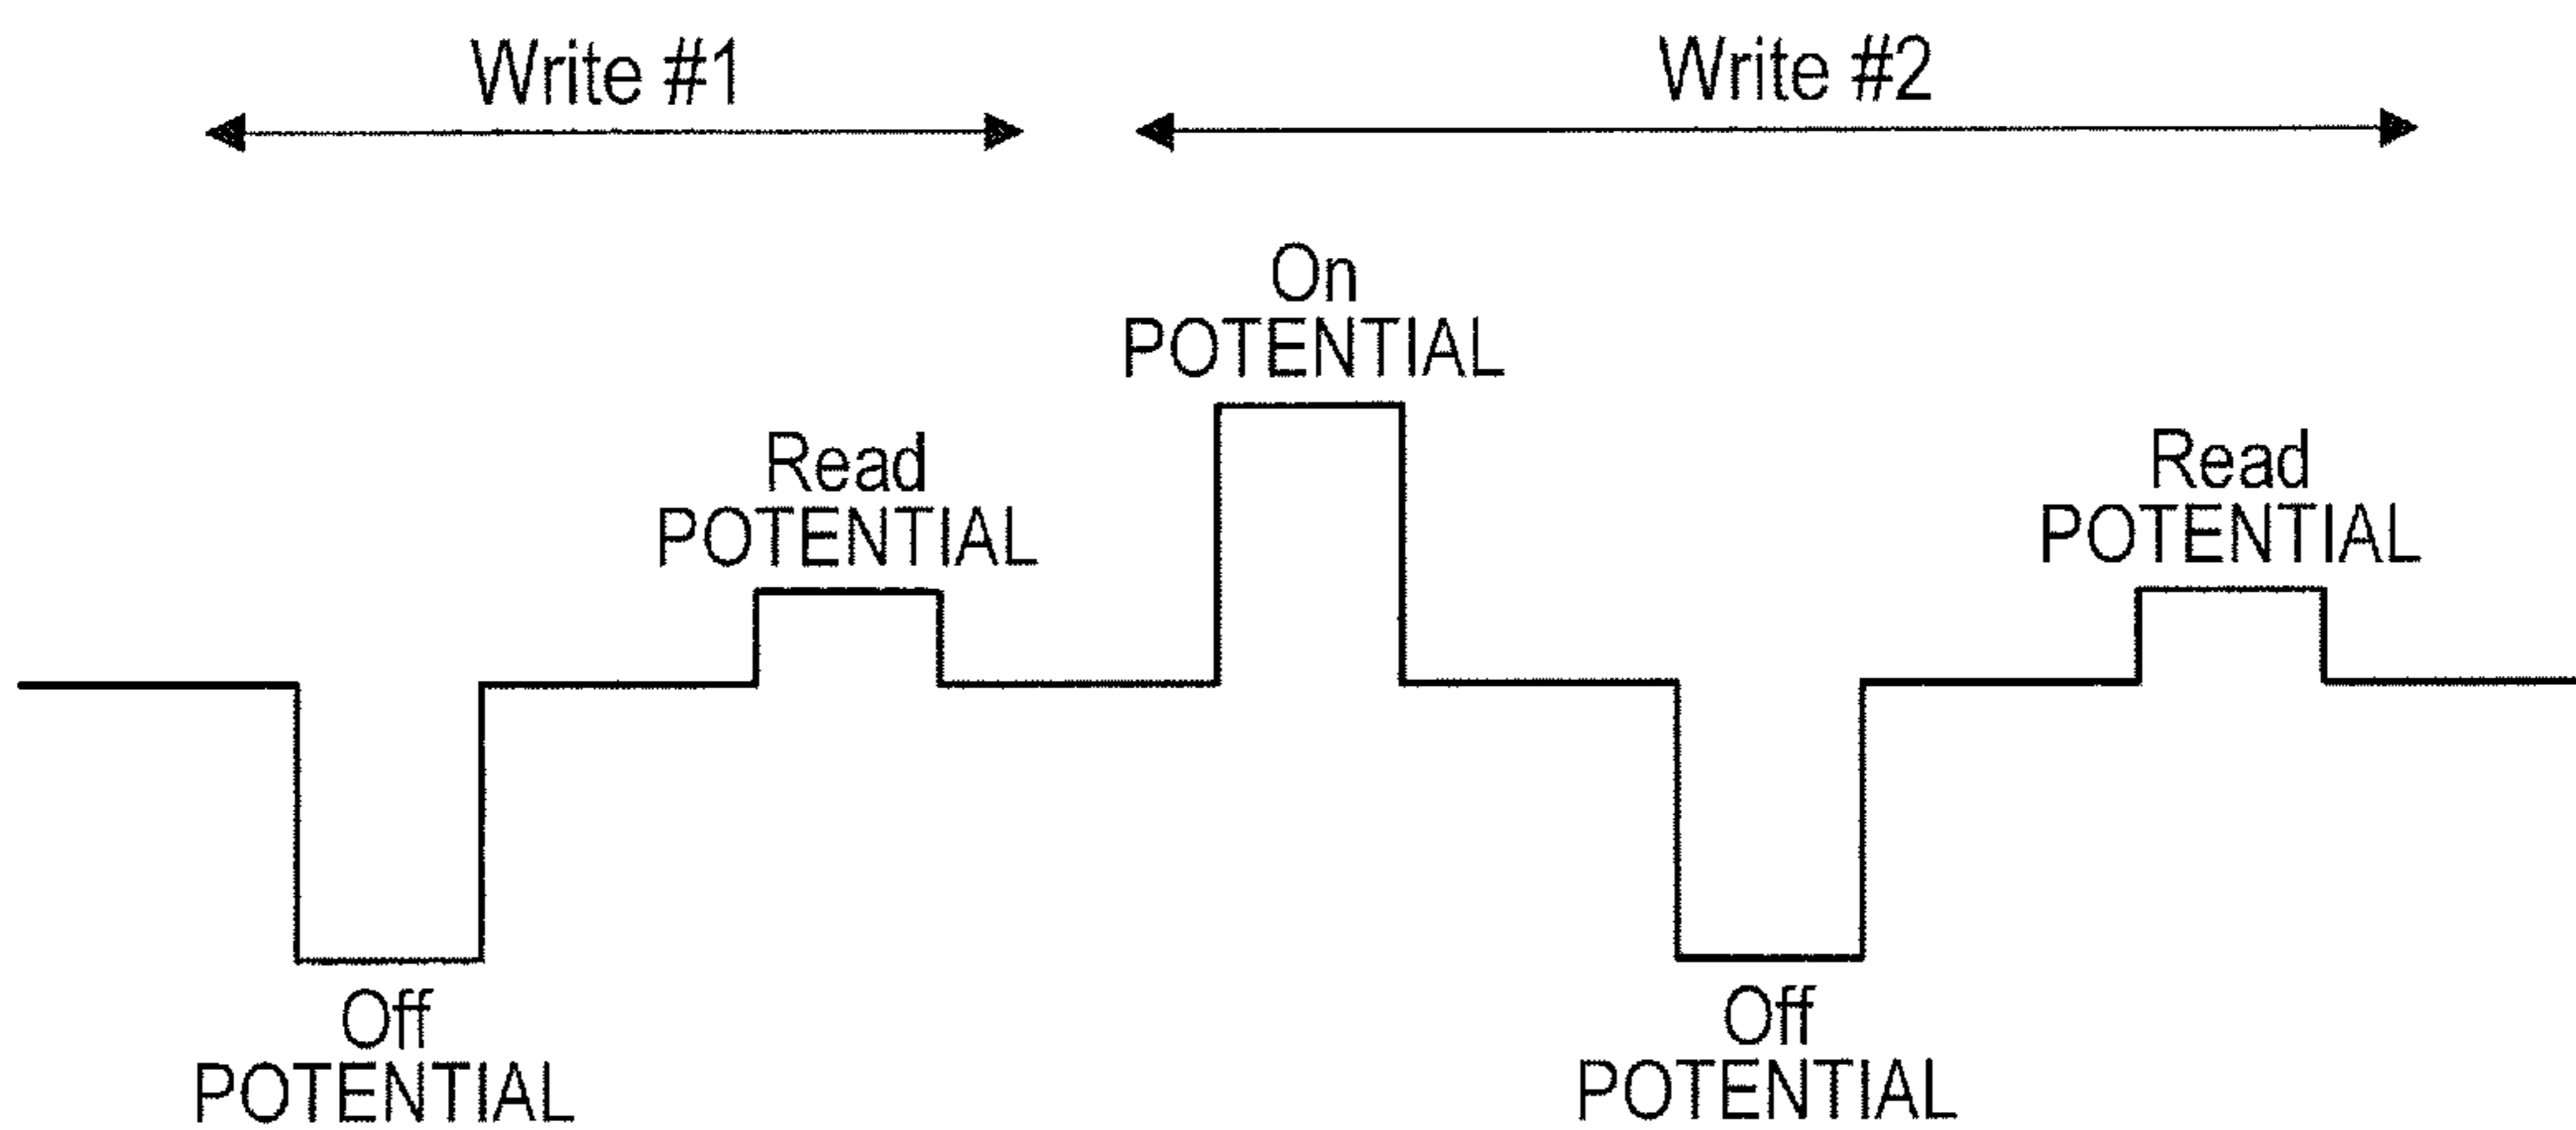 Write #1
Write #2
On
POTENTIAL
Read
POTENTIAL
Read
POTENTIAL
Off
POTENTIAL
Off
POTENTIAL